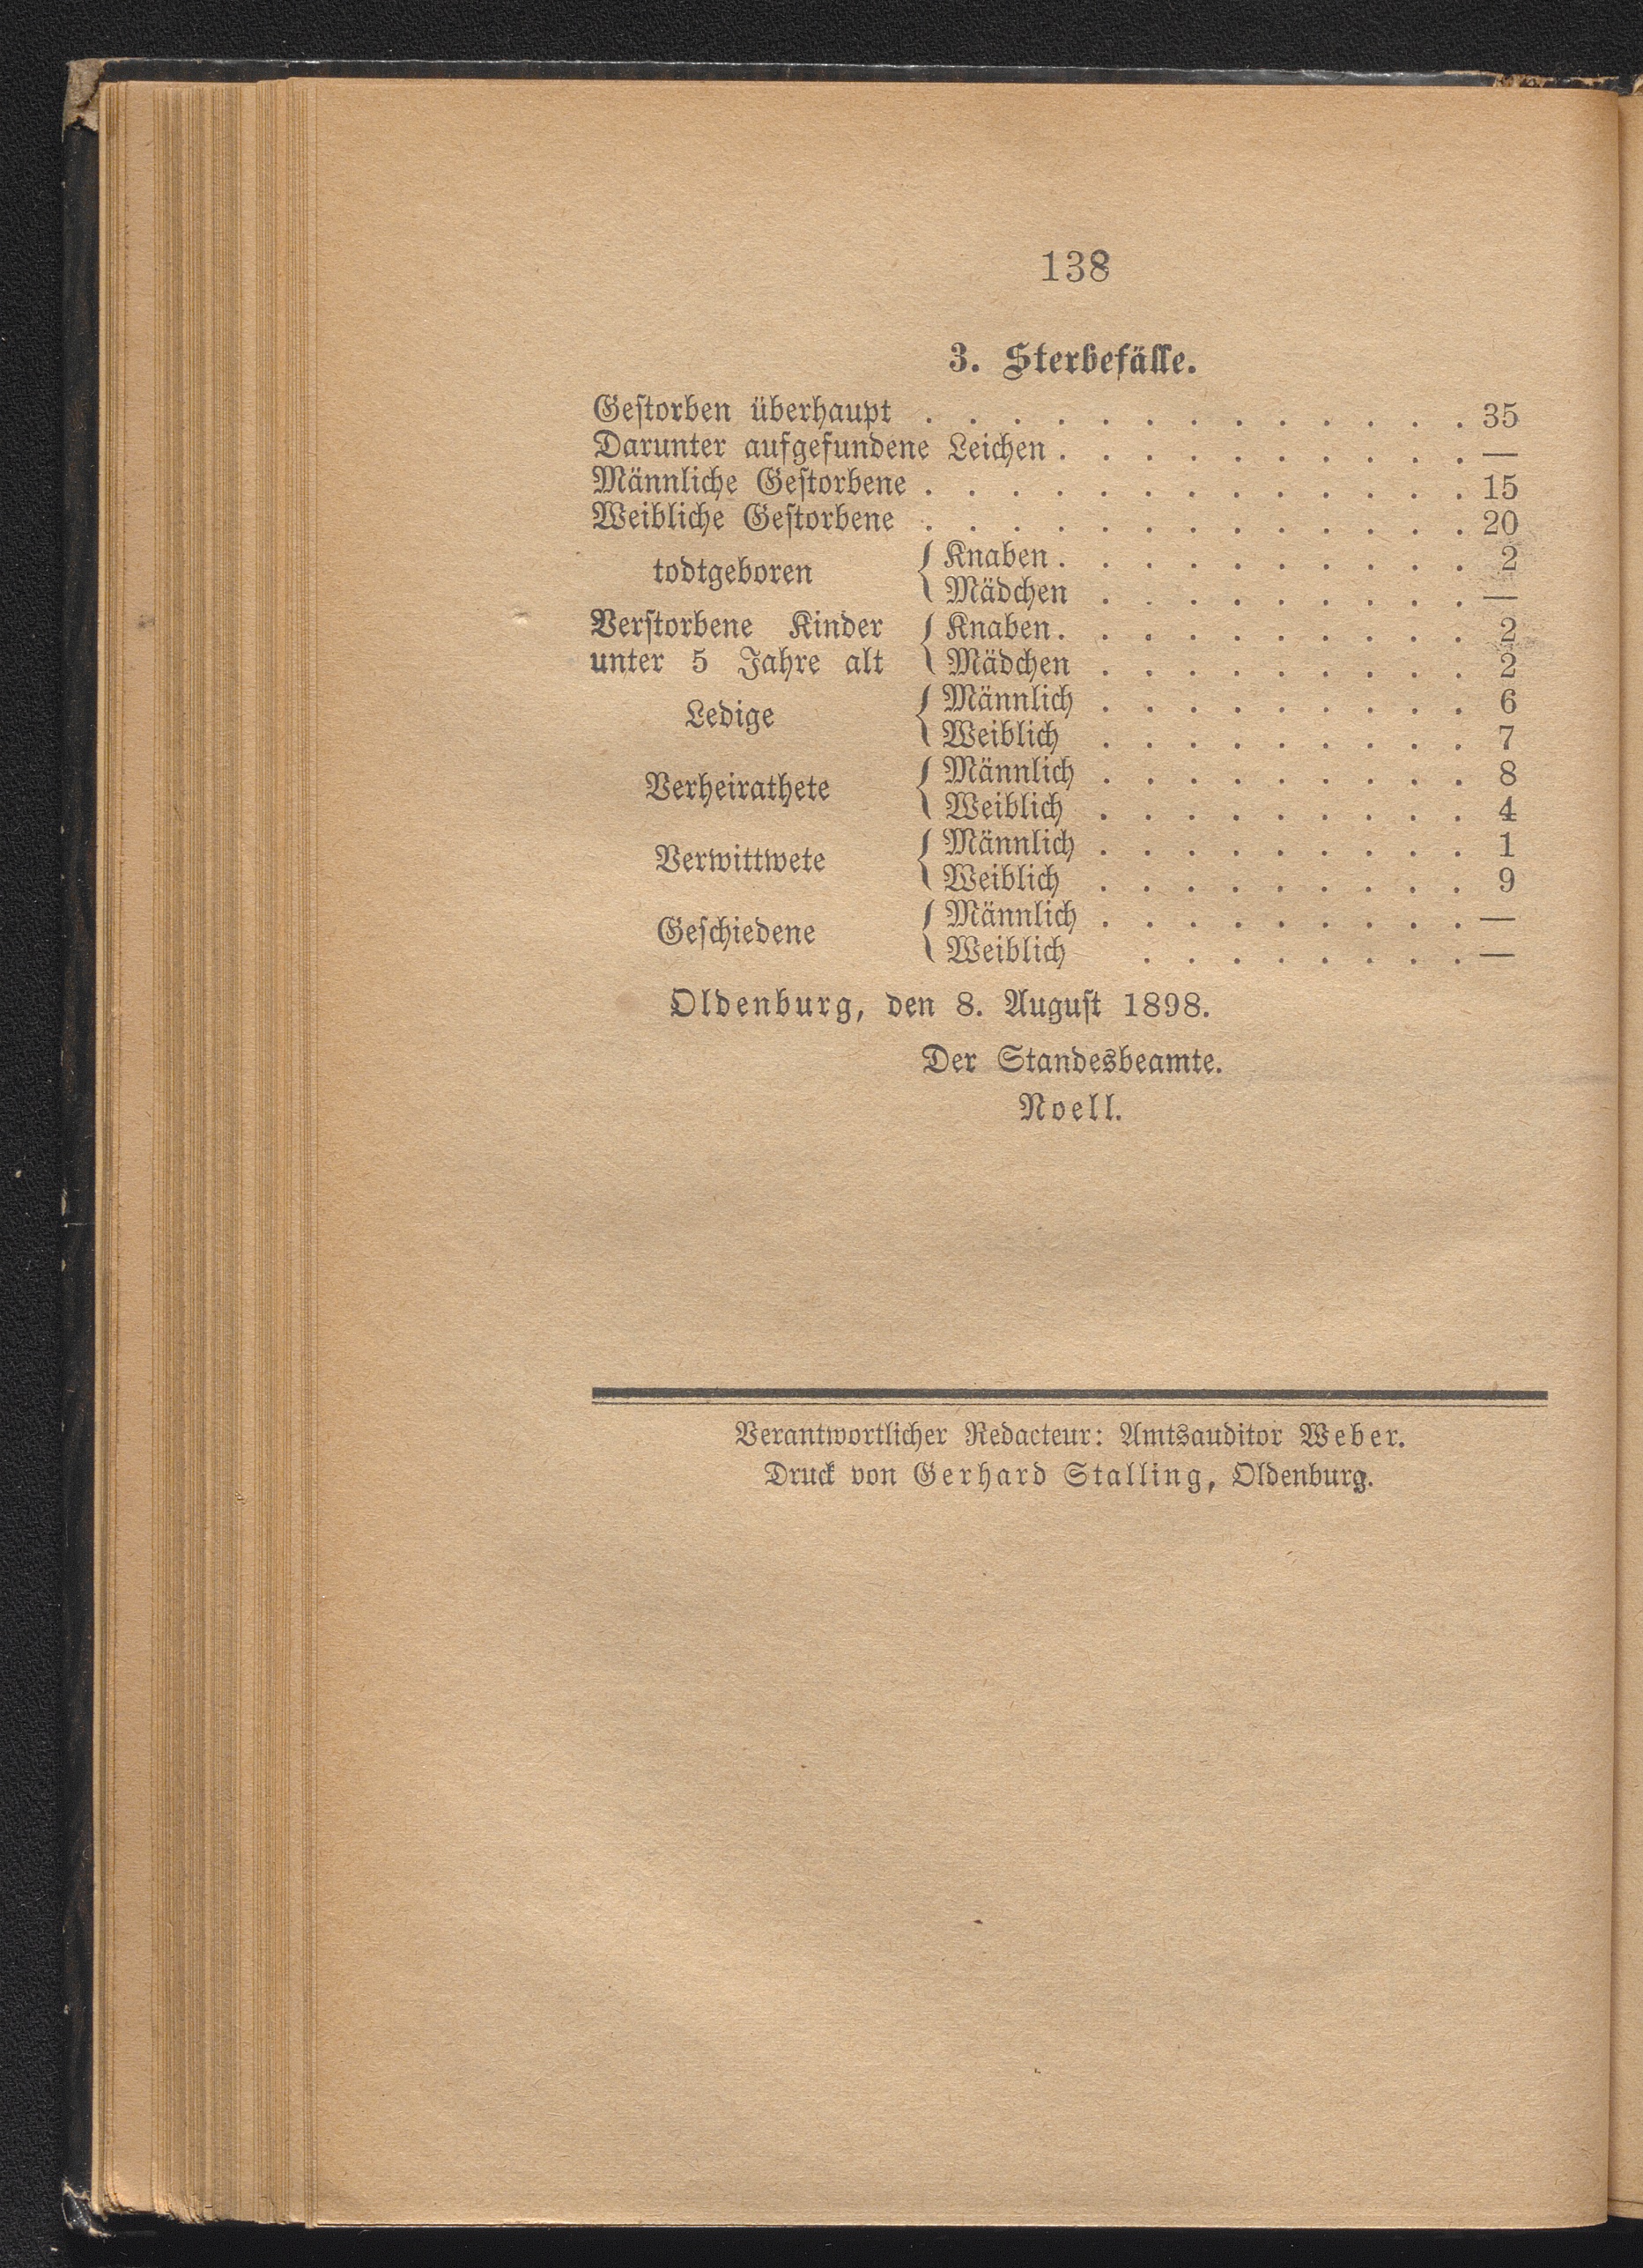 138
3. Sterbefälle.
Gestorben überhaupt . . . . . . . . . . . . . 35
Darunter aufgefundene Leichen . . . . . . . . . . —
Männliche Gestorbene . . . . . . . . . . . . . 15
Weibliche Gestorbene . . . . . . . . . . . . . 20
todtgeboren { Knaben . . . . . . . . . . 2
Mädchen . . . . . . . . . —
Verstorbene Kinder { Knaben . . . . . . . . . . 2
unter 5 Jahre alt Mädchen . . . . . . . . . 2
Ledige { Männlich . . . . . . . . . 6
Weiblich . . . . . . . . . 7
Verheirathete { Männlich . . . . . . . . . 8
Weiblich . . . . . . . . . 4
Verwittwete { Männlich . . . . . . . . . 1
Weiblich . . . . . . . . . 9
Geschiedene { Männlich . . . . . . . . . —
Weiblich . . . . . . . . —
Oldenburg, den 8. August 1898.
Der Standesbeamte.
Noell.
Verantwortlicher Redacteur: Amtsauditor Weber.
Druck von Gerhard Stalling, Oldenburg.